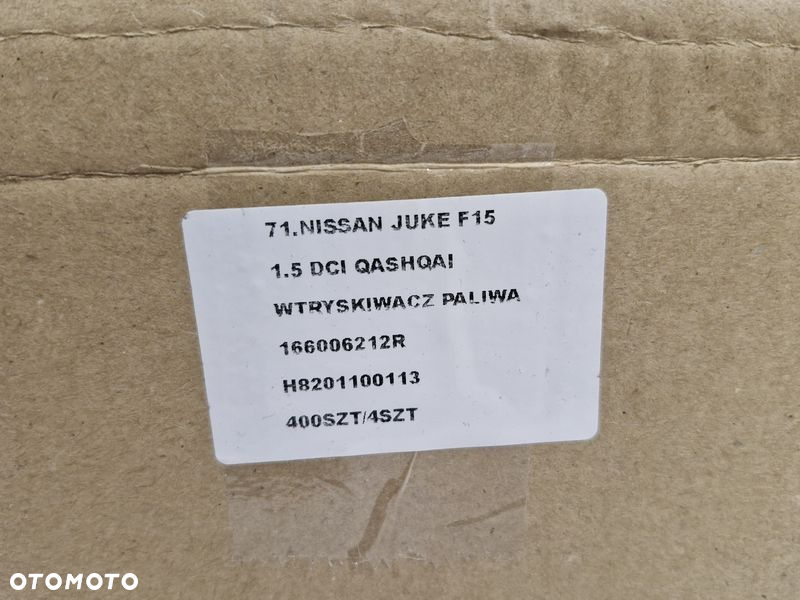 71.NISSAN JUKE F15
1.5 DCI QASHQAI
WTRYSKIWACZ PALIWA
166006212R
H8201100113
400SZT/4SZT
OTOMOTO